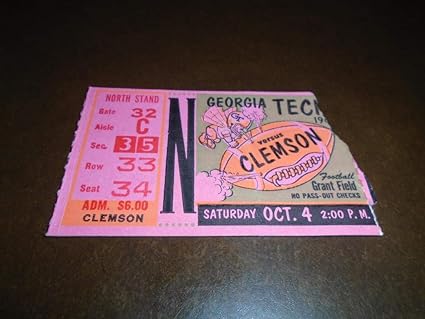 NORTH STAND
Gate 32
Aisle C
Sec. 35
Row 33
Seat 34
ADM. $6.00
CLEMSON
N
GEORGIA TECH
versus
CLEMSON
Football
Grant Field
NO PASS-OUT CHECKS
SATURDAY OCT. 4 2:00 P.M.